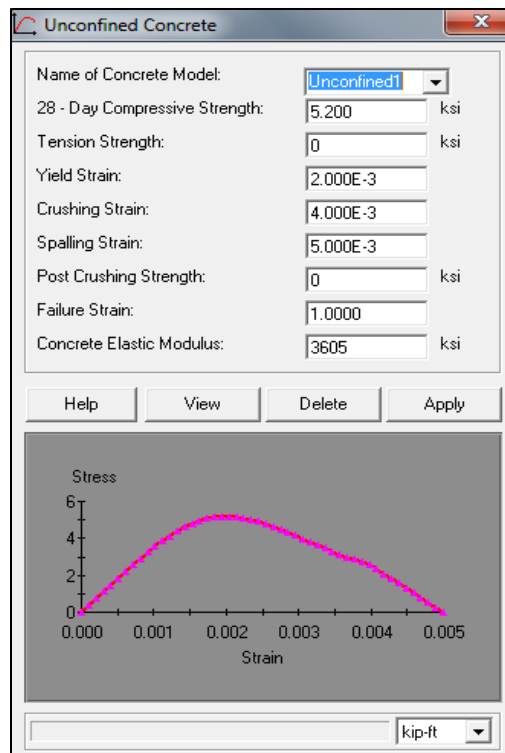 Unconfined Concrete
Name of Concrete Model: Unconfined1
28 - Day Compressive Strength: 5.200 ksi
Tension Strength: 0 ksi
Yield Strain: 2.000E-3
Crushing Strain: 4.000E-3
Spalling Strain: 5.000E-3
Post Crushing Strength: 0 ksi
Failure Strain: 1.0000
Concrete Elastic Modulus: 3605 ksi
Help View Delete Apply
Stress
6
4
2
0
0.000 0.001 0.002 0.003 0.004 0.005
Strain
kip-ft